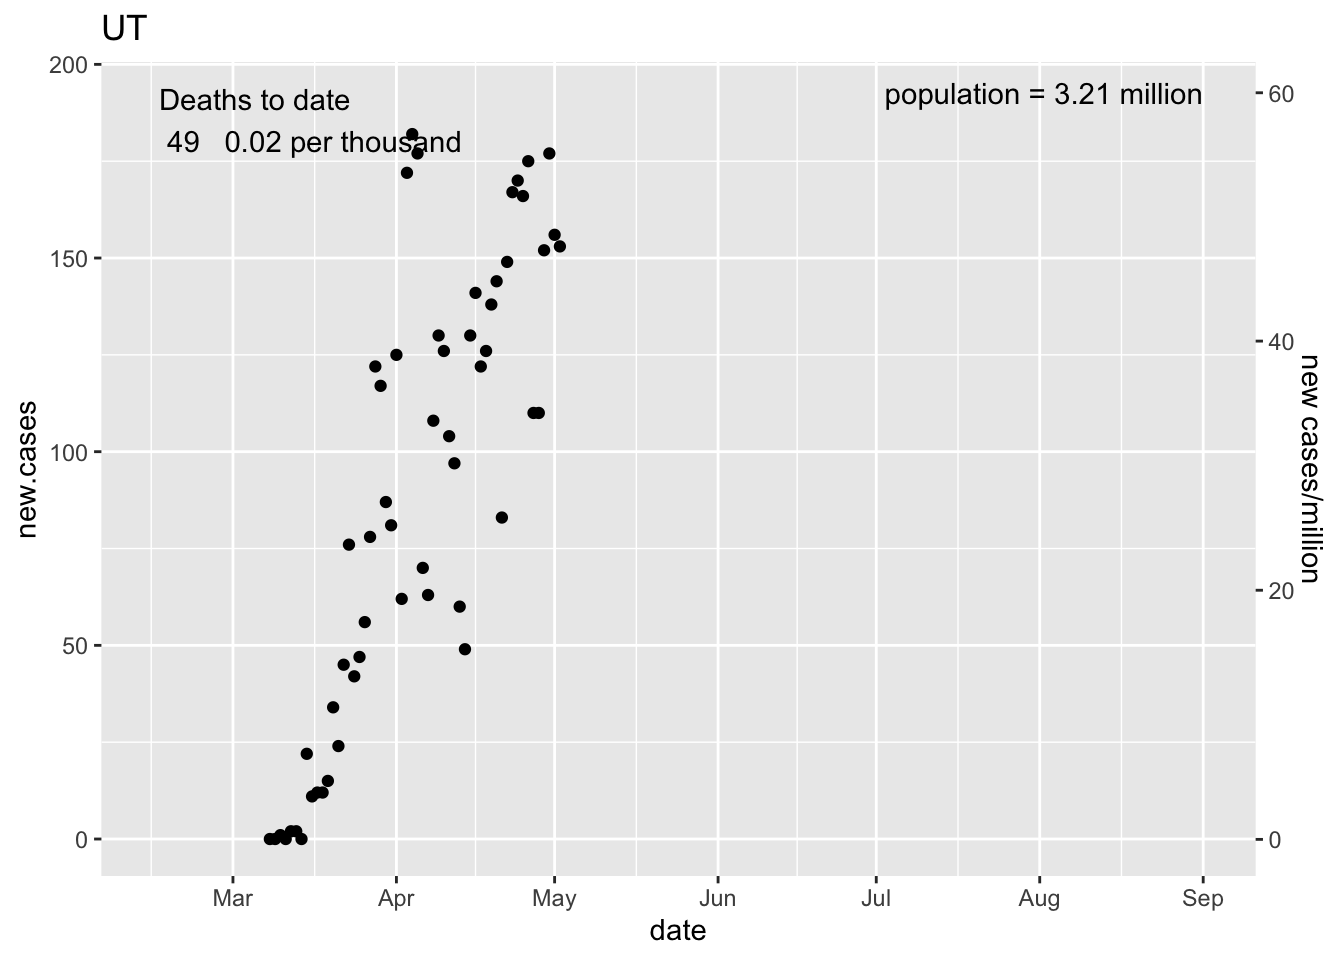 UT
Deaths to date
49 0.02 per thousand
population = 3.21 million
200
150
100
50
0
new.cases
60
40
20
0
new cases/million
Mar Apr May Jun Jul Aug Sep
date